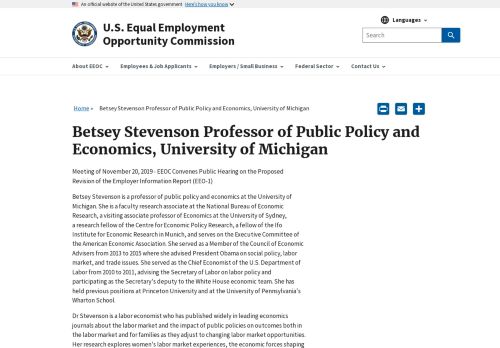 An official website of the United States government Here's how you know
U.S. Equal Employment
Opportunity Commission
Languages
Search
About EEOC
Employees & Job Applicants
Employers / Small Business
Federal Sector
Contact Us
Home » Betsey Stevenson Professor of Public Policy and Economics, University of Michigan
Betsey Stevenson Professor of Public Policy and
Economics, University of Michigan
Meeting of November 20, 2019 - EEOC Convenes Public Hearing on the Proposed
Revision of the Employer Information Report (EEO-1)
Betsey Stevenson is a professor of public policy and economics at the University of
Michigan. She is a faculty research associate at the National Bureau of Economic
Research, a visiting associate professor of Economics at the University of Sydney,
a research fellow of the Centre for Economic Policy Research, a fellow of the Ifo
Institute for Economic Research in Munich, and serves on the Executive Committee of
the American Economic Association. She served as a Member of the Council of Economic
Advisers from 2013 to 2015 where she advised President Obama on social policy, labor
market, and trade issues. She served as the Chief Economist of the U.S. Department of
Labor from 2010 to 2011, advising the Secretary of Labor on labor policy and
participating as the Secretary's deputy to the White House economic team. She has
held previous positions at Princeton University and at the University of Pennsylvania's
Wharton School.
Dr Stevenson is a labor economist who has published widely in leading economics
journals about the labor market and the impact of public policies on outcomes both in
the labor market and for families as they adjust to changing labor market opportunities.
Her research explores women's labor market experiences, the economic forces shaping